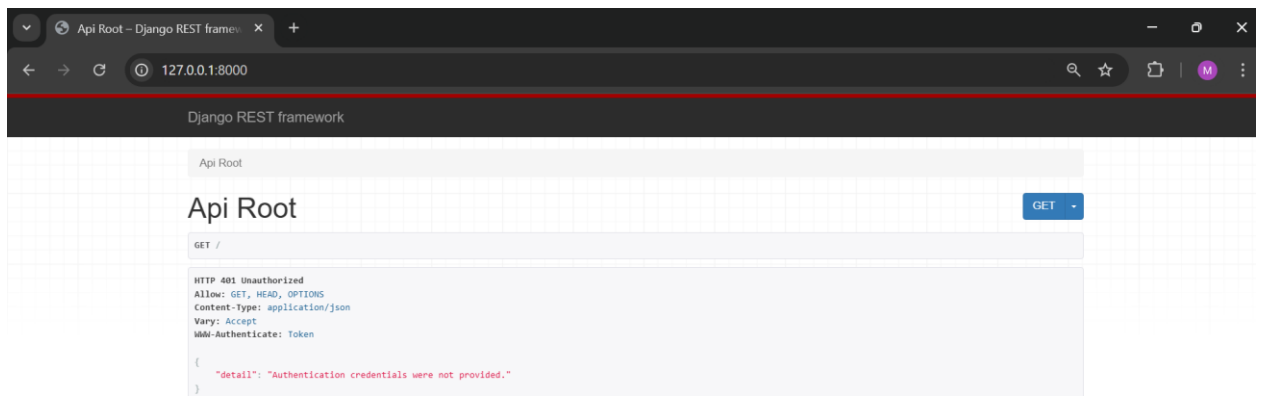 Api Root – Django REST framew
127.0.0.1:8000
M
Django REST framework
Api Root
Api Root
GET
GET /
HTTP 401 Unauthorized
Allow: GET, HEAD, OPTIONS
Content-Type: application/json
Vary: Accept
WWW-Authenticate: Token
{
"detail": "Authentication credentials were not provided."
}